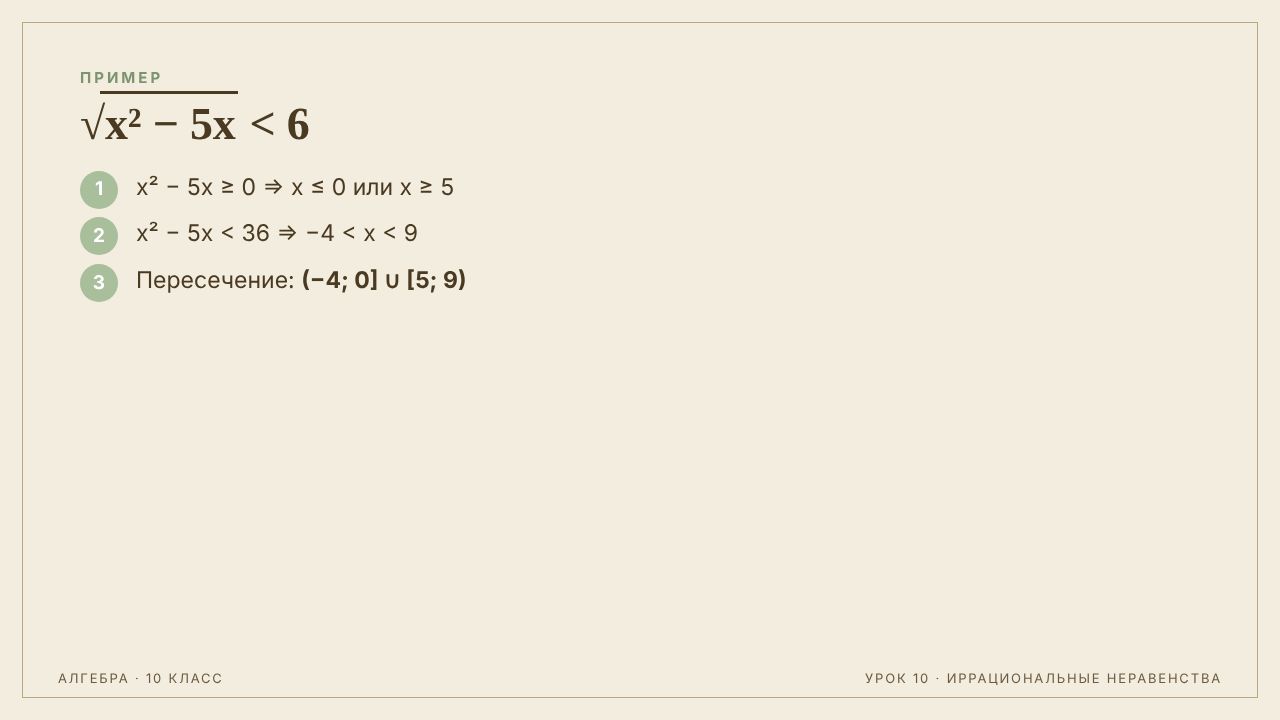 ПРИМЕР
√x² − 5x < 6
1 x² − 5x ≥ 0 ⇒ x ≤ 0 или x ≥ 5
2 x² − 5x < 36 ⇒ −4 < x < 9
3 Пересечение: (−4; 0] ∪ [5; 9)
АЛГЕБРА · 10 КЛАСС
УРОК 10 · ИРРАЦИОНАЛЬНЫЕ НЕРАВЕНСТВА